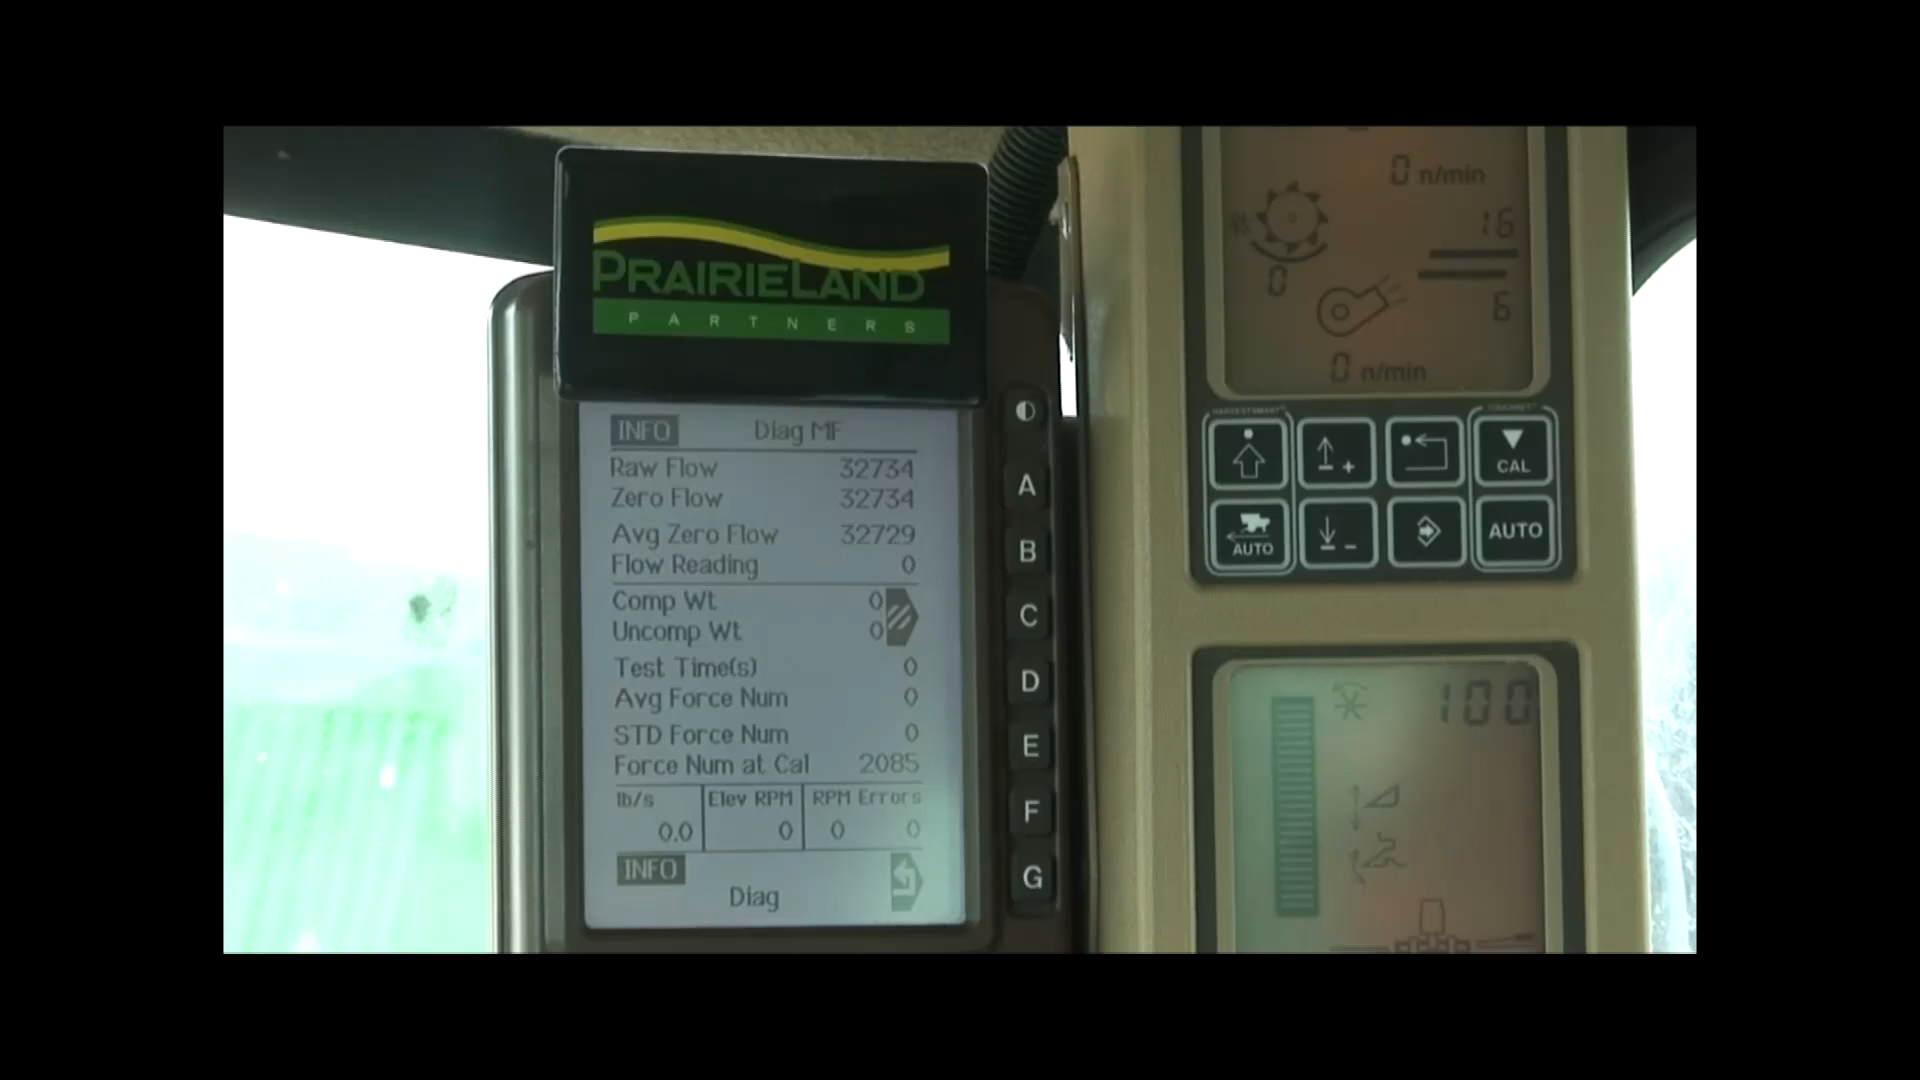 PRAIRIELAND
PARTNERS
INFO Diag MF
Raw Flow 32734
Zero Flow 32734
Avg Zero Flow 32729
Flow Reading 0
Comp Wt 0
Uncomp Wt 0
Test Time(s) 0
Avg Force Num 0
STD Force Num 0
Force Num at Cal 2085
lb/s Elev RPM RPM Errors
0.0 0 0 0
INFO
Diag
A
B
C
D
E
F
G
0 n/min
16
0
6
0 n/min
CAL
AUTO
AUTO
100